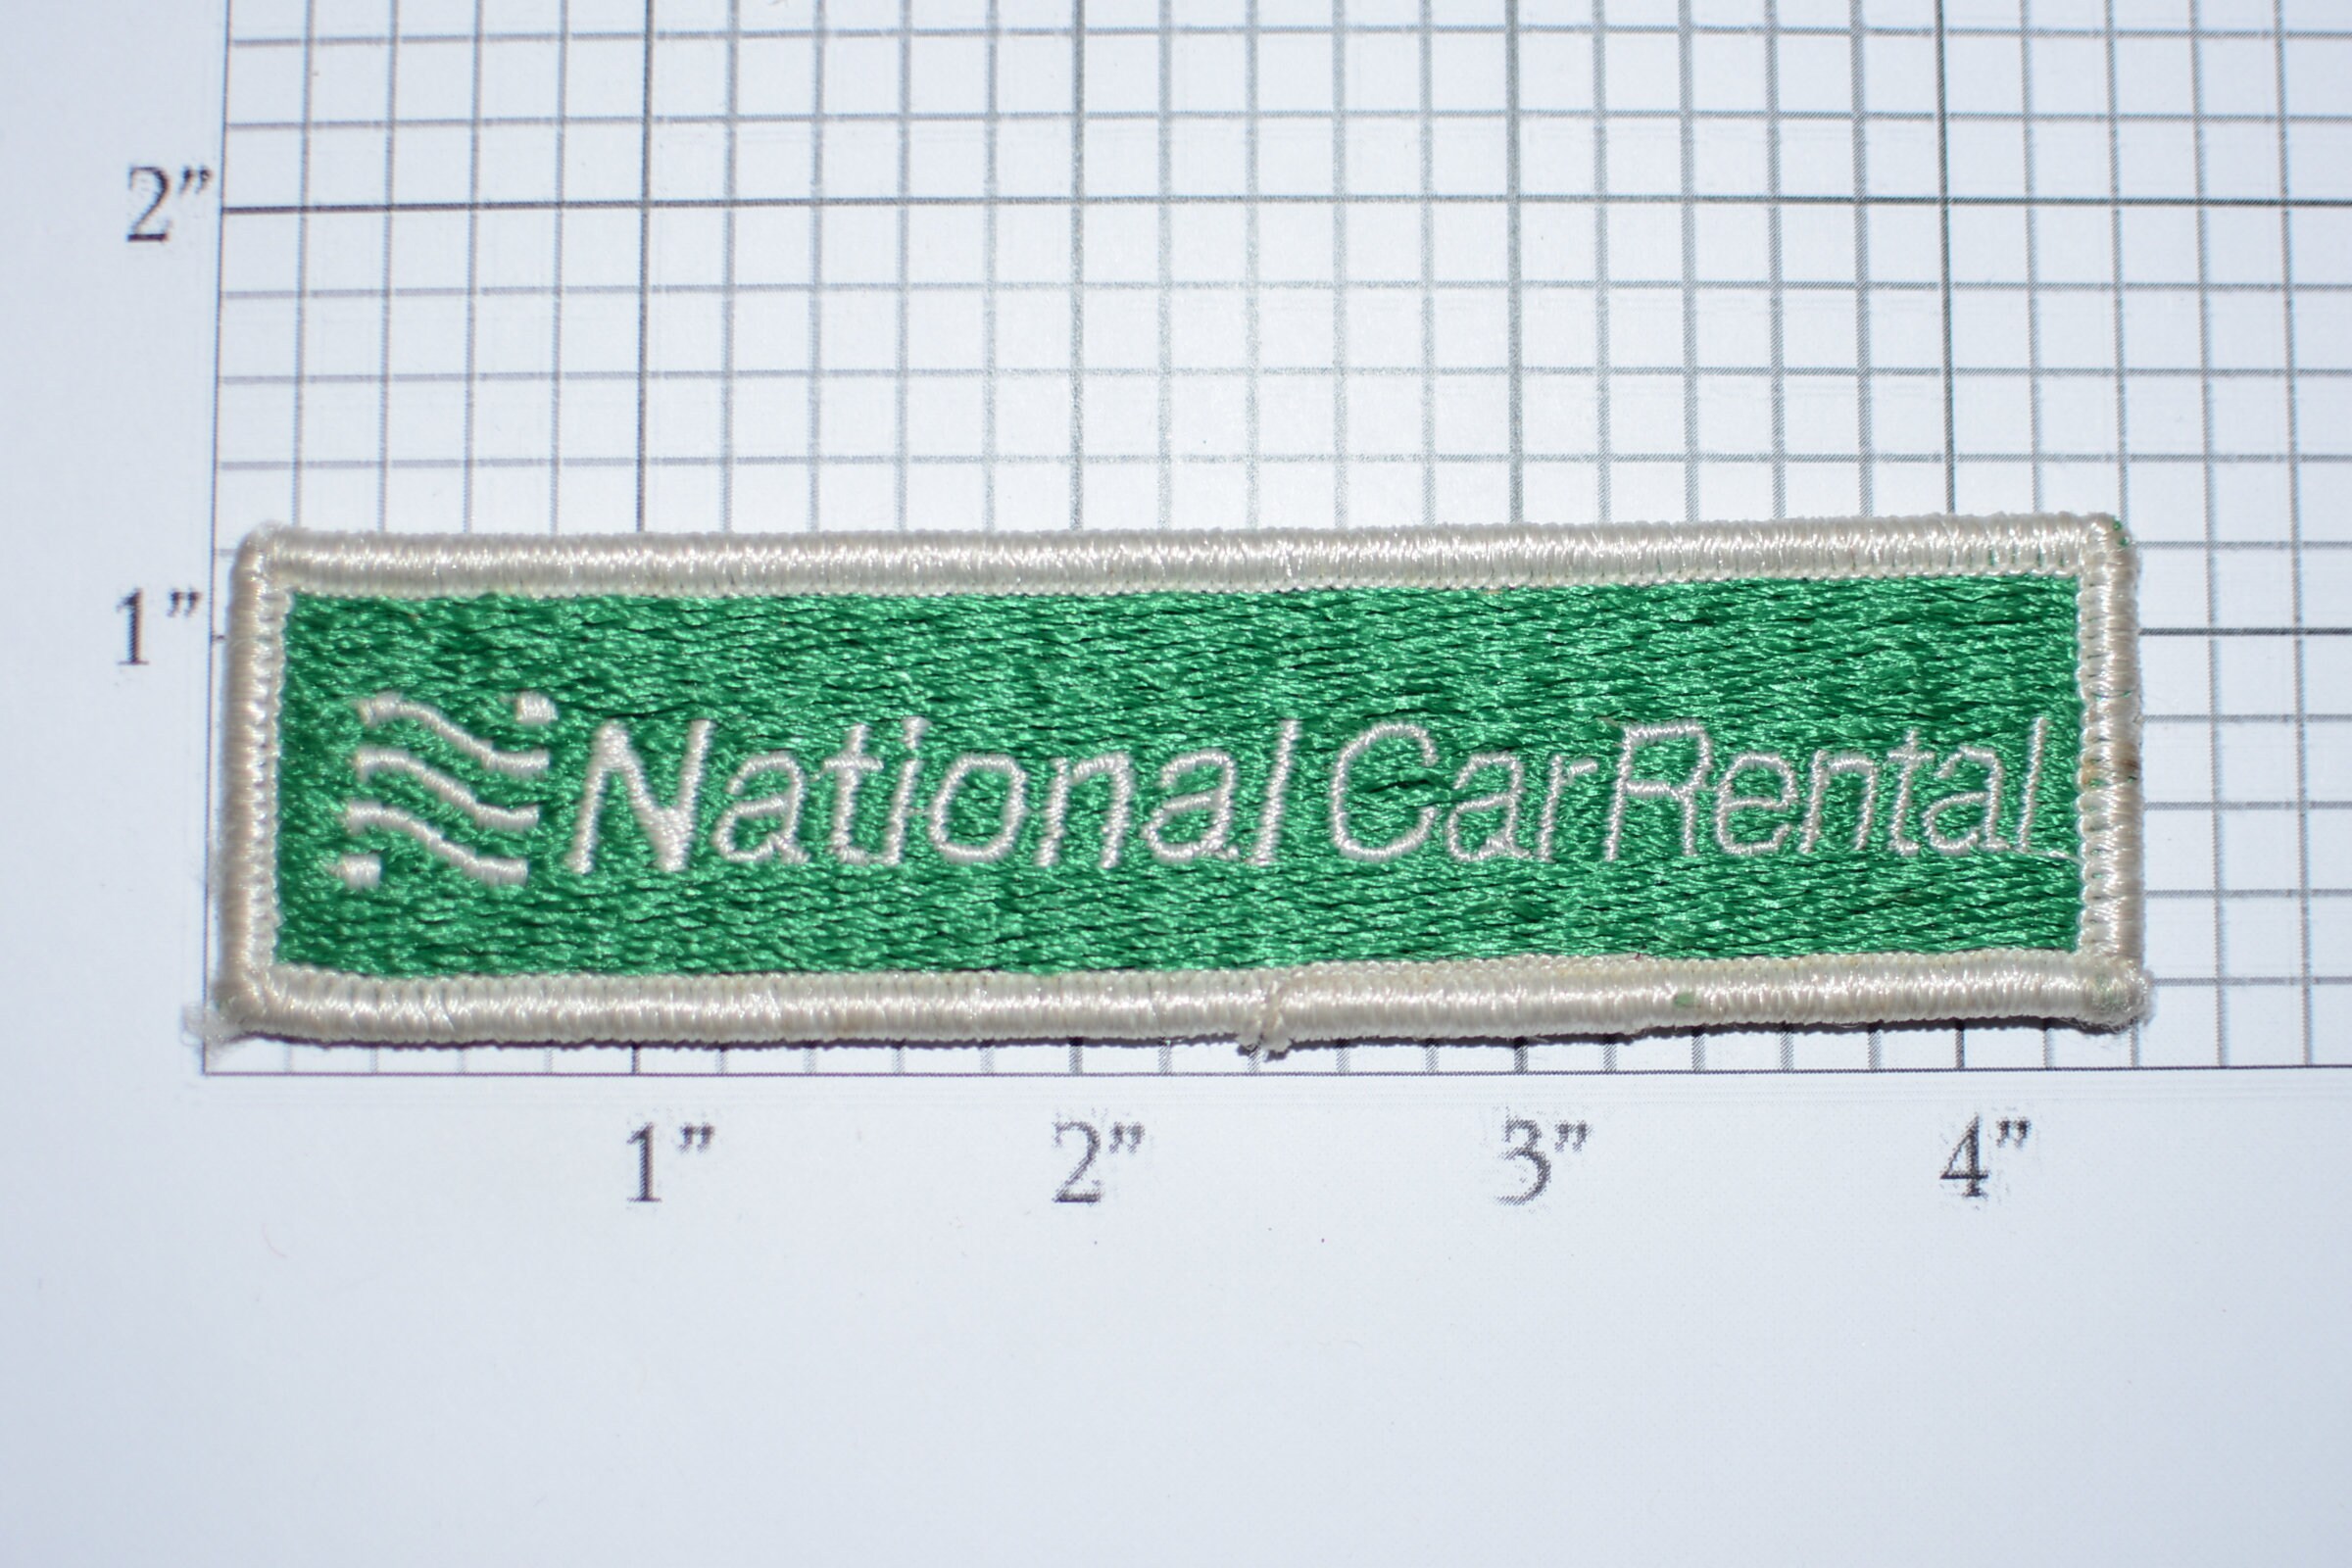 2”
1”
National Car Rental
1” 2” 3” 4”